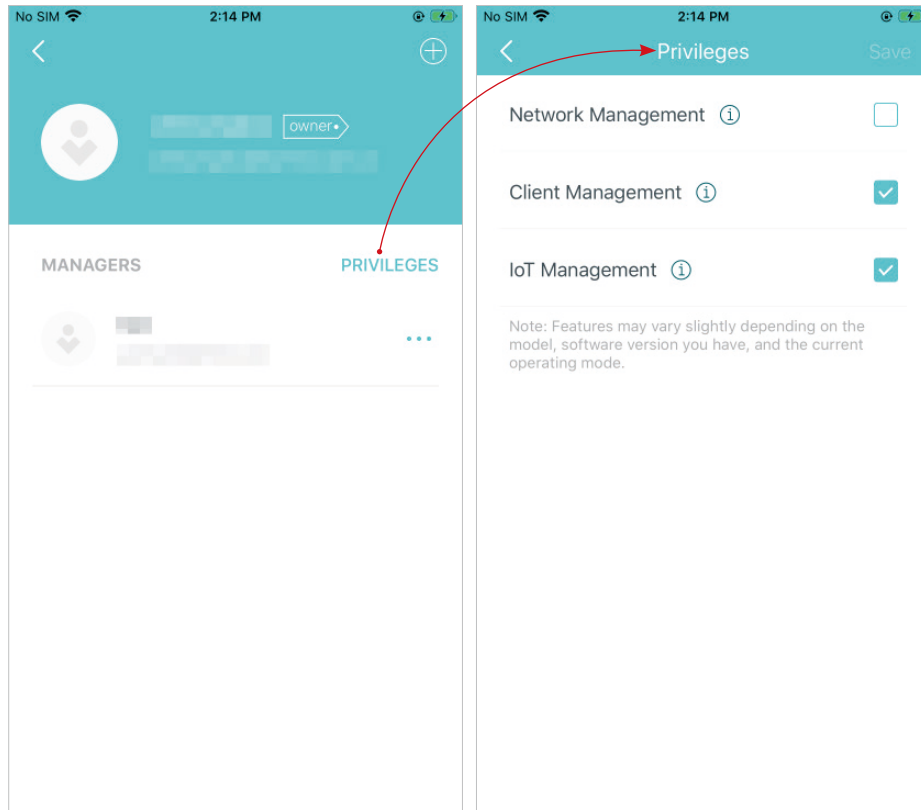 No SIM 2:14 PM
owner
MANAGERS PRIVILEGES
No SIM 2:14 PM
Privileges Save
Network Management
Client Management
IoT Management
Note: Features may vary slightly depending on the
model, software version you have, and the current
operating mode.